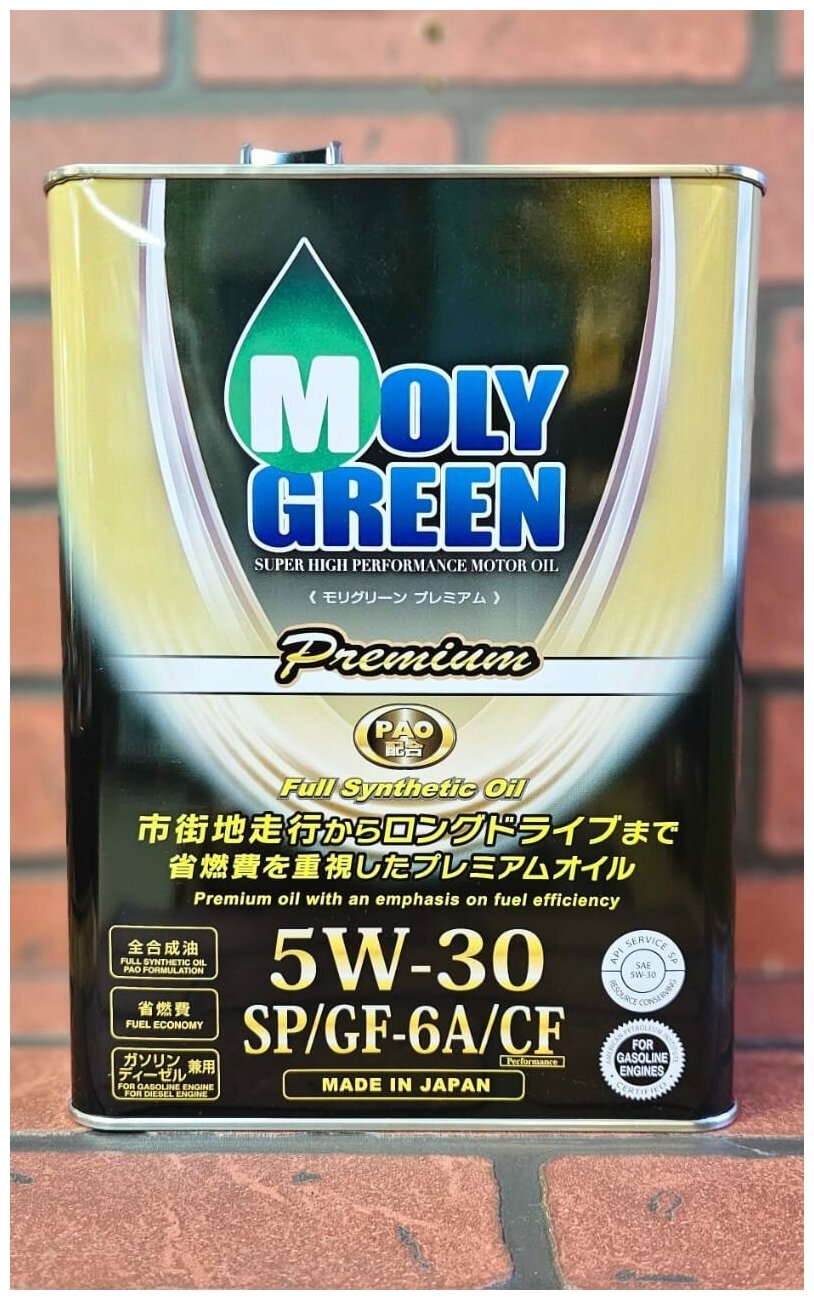 MOLY
GREEN
SUPER HIGH PERFORMANCE MOTOR OIL
《 モリグリーン プレミアム 》
Premium
PAO
配合
Full Synthetic Oil
市街地走行からロングドライブまで
省燃費を重視したプレミアムオイル
Premium oil with an emphasis on fuel efficiency
全合成油
FULL SYNTHETIC OIL
PAO FORMULATION
省燃費
FUEL ECONOMY
ガソリン
ディーゼル 兼用
FOR GASOLINE ENGINE
FOR DIESEL ENGINE
5W-30
SP/GF-6A/CF
Performance
MADE IN JAPAN
API SERVICE SP
SAE
5W-30
RESOURCE CONSERVING
AMERICAN PETROLEUM INSTITUTE
FOR
GASOLINE
ENGINES
CERTIFIED